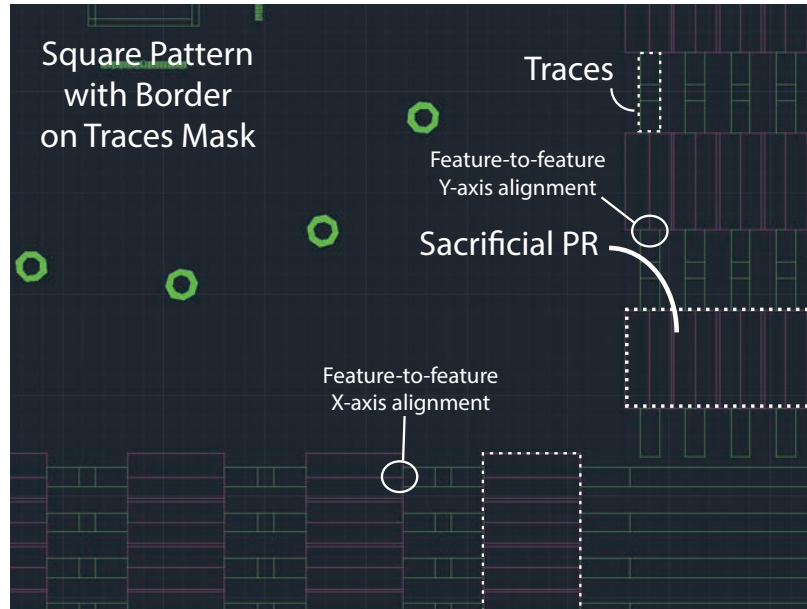 Square Pattern
with Border
on Traces Mask
Traces
Feature-to-feature
Y-axis alignment
Sacrificial PR
Feature-to-feature
X-axis alignment